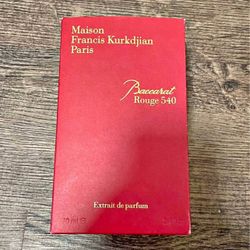 Maison
Francis Kurkdjian
Paris
Baccarat
Rouge 540
Extrait de parfum